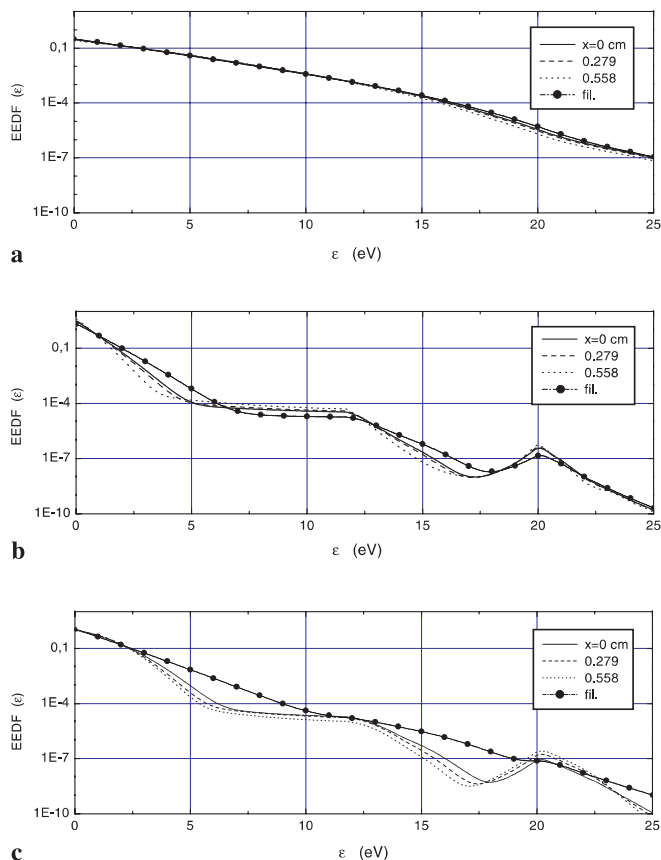 EEDF (ε)
0,1
1E-4
1E-7
1E-10
x=0 cm
0.279
0.558
fil.
0
5
10
15
20
25
ε (eV)
a
EEDF (ε)
0,1
1E-4
1E-7
1E-10
x=0 cm
0.279
0.558
fil.
0
5
10
15
20
25
ε (eV)
b
EEDF (ε)
0,1
1E-4
1E-7
1E-10
x=0 cm
0.279
0.558
fil.
0
5
10
15
20
25
ε (eV)
c